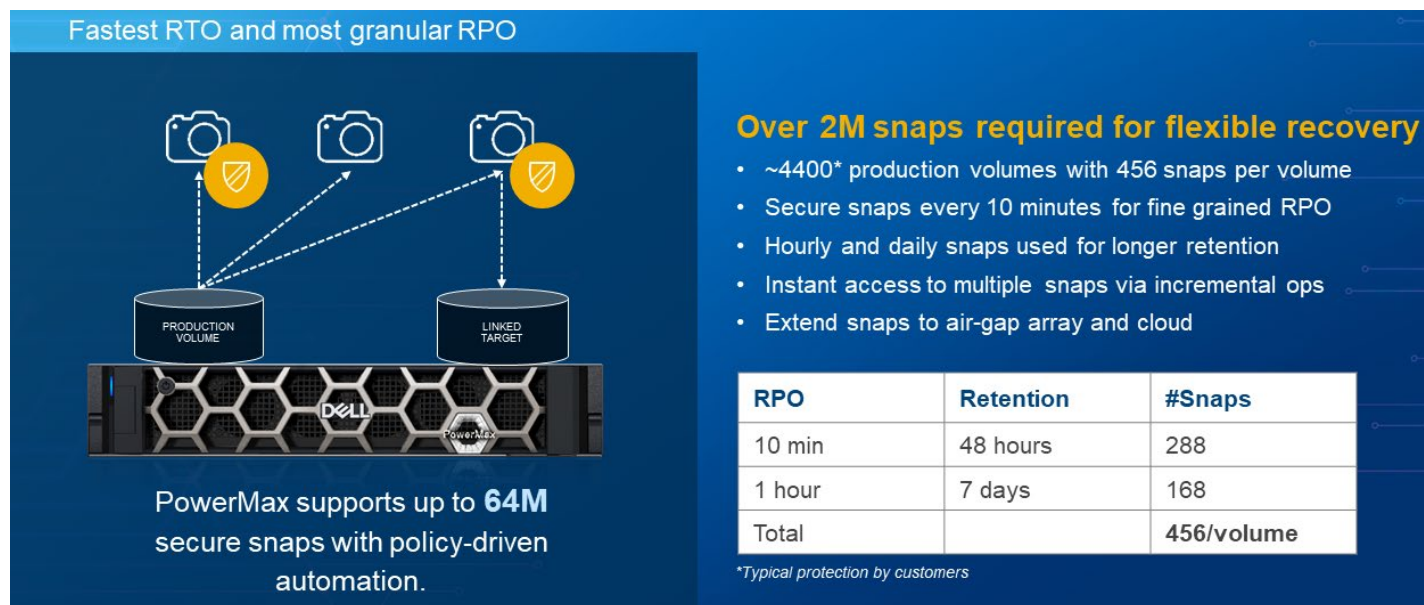 Fastest RTO and most granular RPO
PRODUCTION
VOLUME
LINKED
TARGET
DELL
PowerMax
PowerMax supports up to 64M
secure snaps with policy-driven
automation.
Over 2M snaps required for flexible recovery
• ~4400* production volumes with 456 snaps per volume
• Secure snaps every 10 minutes for fine grained RPO
• Hourly and daily snaps used for longer retention
• Instant access to multiple snaps via incremental ops
• Extend snaps to air-gap array and cloud
RPO Retention #Snaps
10 min 48 hours 288
1 hour 7 days 168
Total 456/volume
*Typical protection by customers